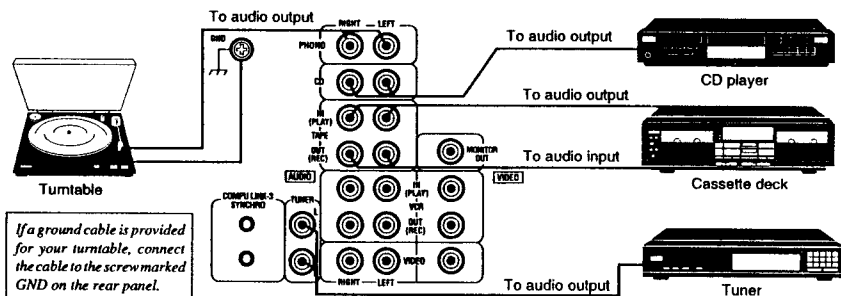 To audio output
RIGHT LEFT
PHONO
GND
CD
To audio output
CD player
IN
(PLAY)
TAPE
OUT
(REC)
To audio output
To audio input
Cassette deck
MONITOR
OUT
AUDIO
VIDEO
Turntable
COMPU LINK-3
SYNCHRO
TUNER
L
IN
(PLAY)
VCR
OUT
(REC)
VIDEO
RIGHT LEFT
To audio output
Tuner
If a ground cable is provided
for your turntable, connect
the cable to the screw marked
GND on the rear panel.